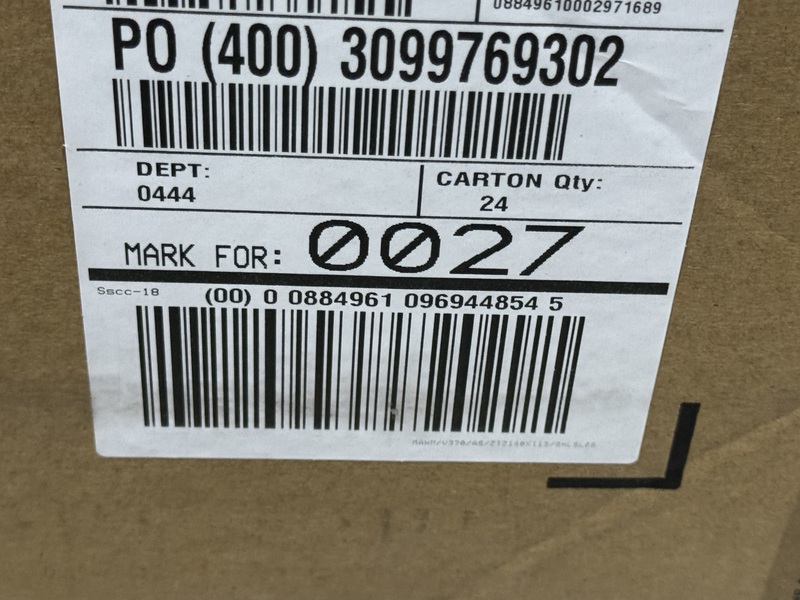 08849610002971689
PO (400) 3099769302
DEPT:
0444
CARTON Qty:
24
MARK FOR: 0027
Sscc-18
(00) 0 0884961 096944854 5